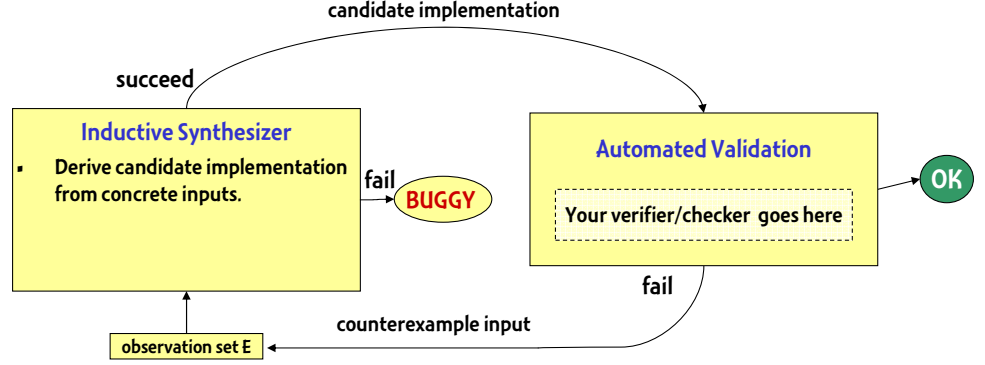 candidate implementation
succeed
Inductive Synthesizer
▪ Derive candidate implementation
from concrete inputs.
fail
BUGGY
Automated Validation
Your verifier/checker goes here
OK
fail
counterexample input
observation set E